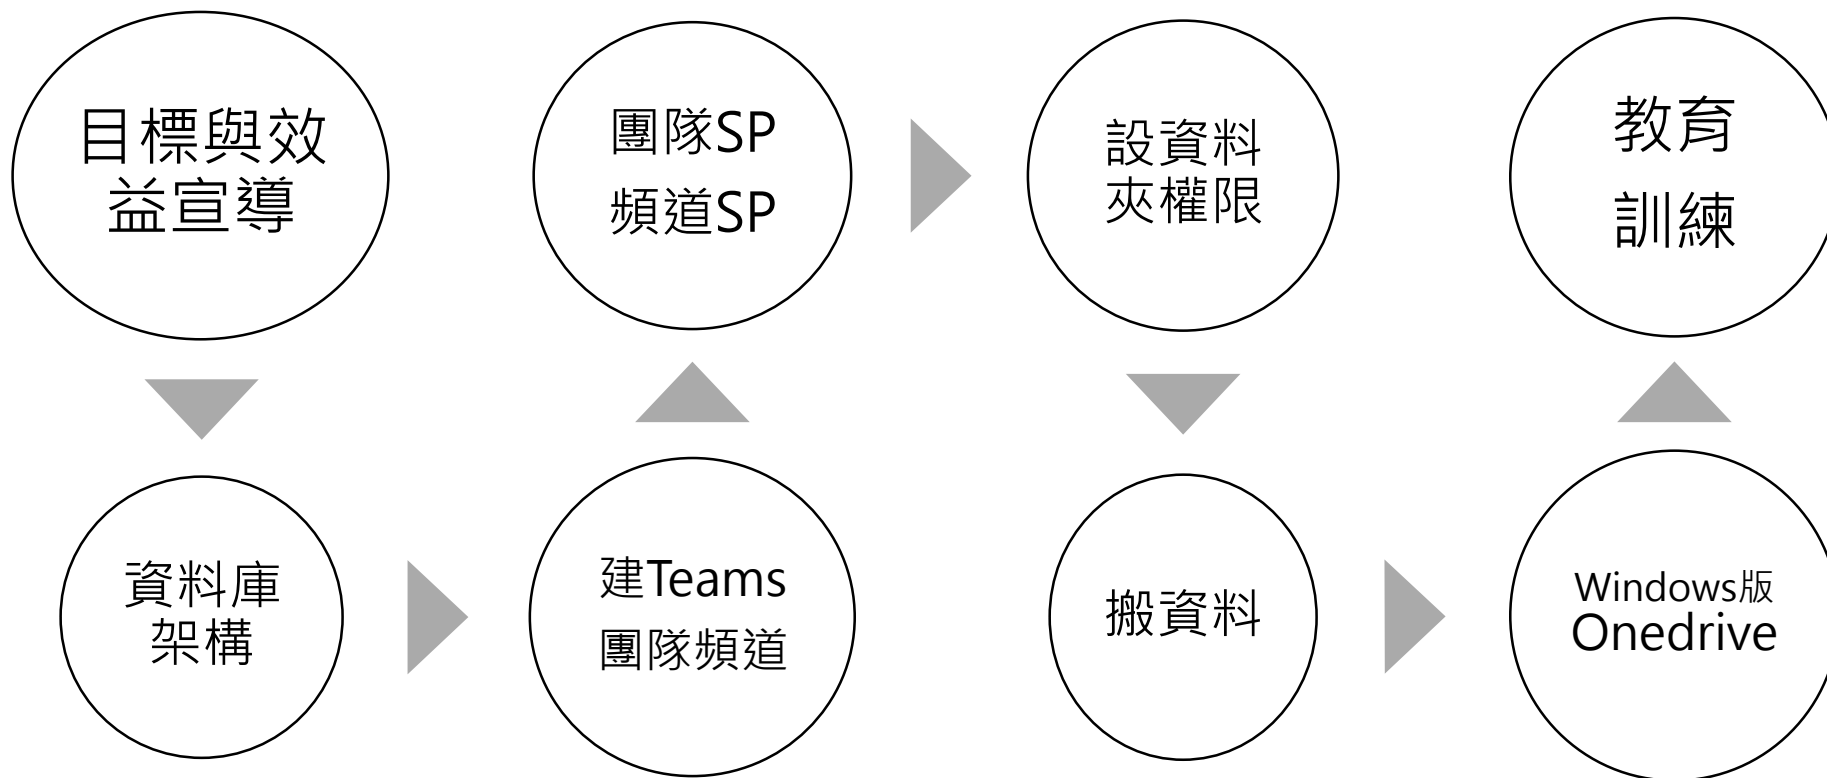 目標與效
益宣導
資料庫
架構
建Teams
團隊頻道
團隊SP
頻道SP
設資料
夾權限
搬資料
Windows版
Onedrive
教育
訓練